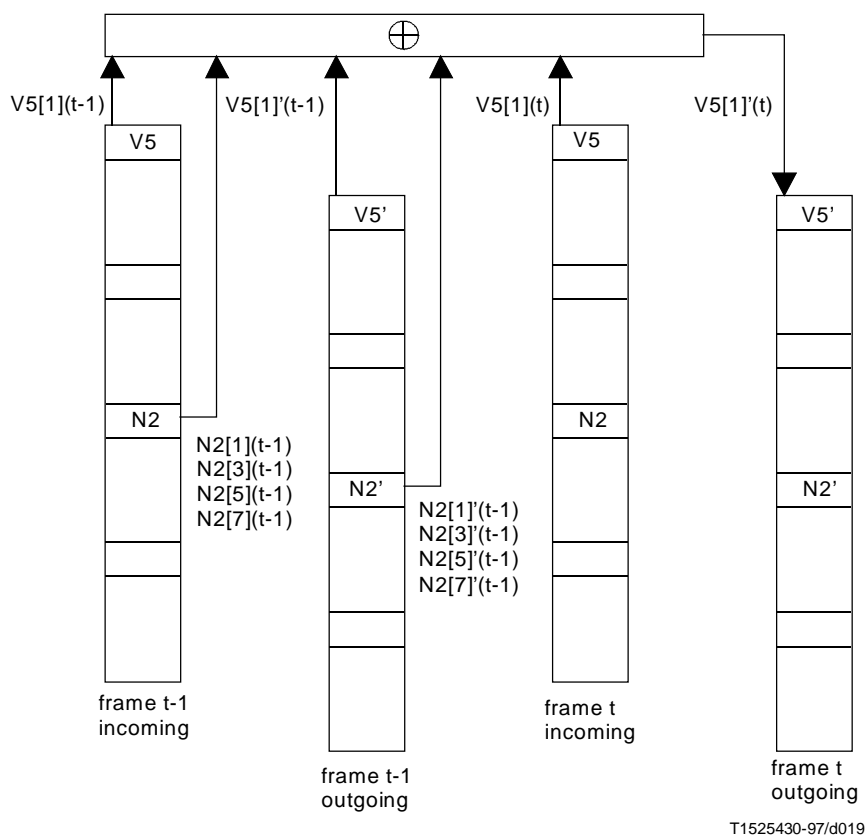 V5[1](t-1)
V5[1]'(t-1)
V5[1](t)
V5[1]'(t)
V5
V5
V5'
V5'
N2
N2
N2[1](t-1)
N2[3](t-1)
N2[5](t-1)
N2[7](t-1)
N2'
N2'
N2[1]'(t-1)
N2[3]'(t-1)
N2[5]'(t-1)
N2[7]'(t-1)
frame t-1
incoming
frame t
incoming
frame t-1
outgoing
frame t
outgoing
T1525430-97/d019